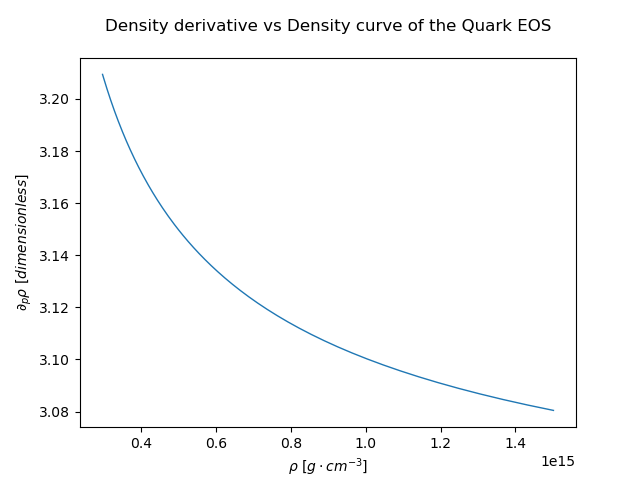 Density derivative vs Density curve of the Quark EOS
3.20
3.18
3.16
3.14
3.12
3.10
3.08
∂ₚρ [dimensionless]
0.4 0.6 0.8 1.0 1.2 1.4
1e15
ρ [g · cm⁻³]